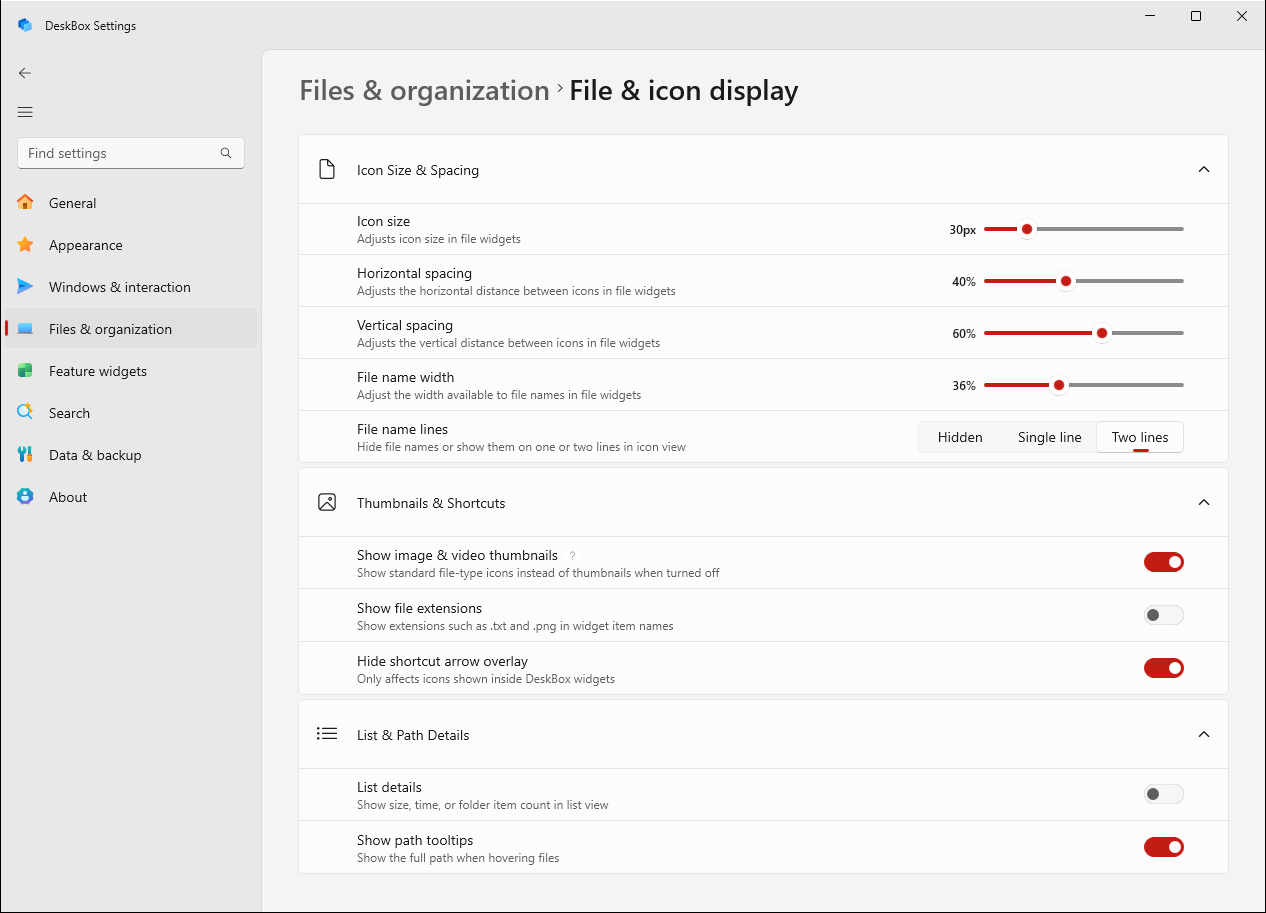 DeskBox Settings
Find settings
General
Appearance
Windows & interaction
Files & organization
Feature widgets
Search
Data & backup
About
Files & organization › File & icon display
Icon Size & Spacing
Icon size
Adjusts icon size in file widgets
30px
Horizontal spacing
Adjusts the horizontal distance between icons in file widgets
40%
Vertical spacing
Adjusts the vertical distance between icons in file widgets
60%
File name width
Adjust the width available to file names in file widgets
36%
File name lines
Hide file names or show them on one or two lines in icon view
Hidden Single line Two lines
Thumbnails & Shortcuts
Show image & video thumbnails ?
Show standard file-type icons instead of thumbnails when turned off
Show file extensions
Show extensions such as .txt and .png in widget item names
Hide shortcut arrow overlay
Only affects icons shown inside DeskBox widgets
List & Path Details
List details
Show size, time, or folder item count in list view
Show path tooltips
Show the full path when hovering files